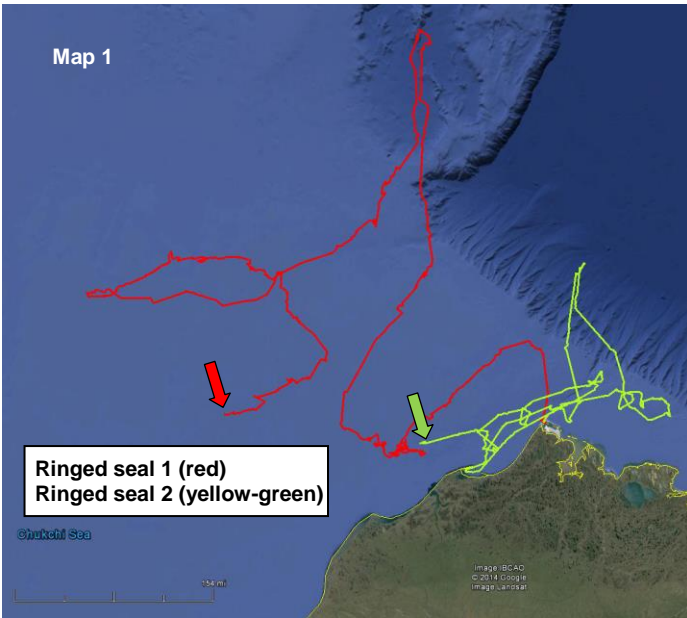 Map 1
Ringed seal 1 (red)
Ringed seal 2 (yellow-green)
Chukchi Sea
154 mi
Image IBCAO
© 2014 Google
Image Landsat